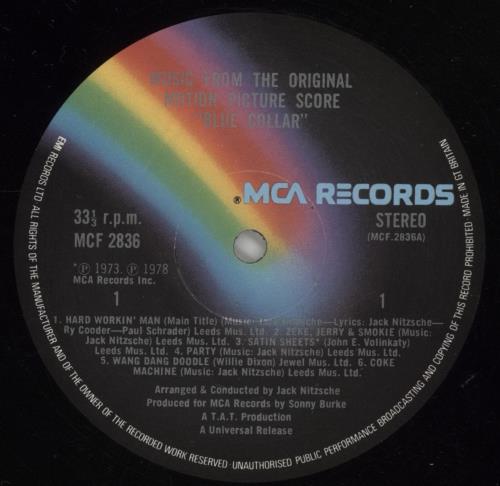 MUSIC FROM THE ORIGINAL
MOTION PICTURE SCORE
"BLUE COLLAR"
® MCA RECORDS
33⅓ r.p.m.
MCF 2836
STEREO
(MCF.2836A)
*Ⓟ 1973. Ⓟ 1978
MCA Records Inc.
1
1
1. HARD WORKIN' MAN (Main Title) (Music: Jack Nitzsche—Lyrics: Jack Nitzsche—
Ry Cooder—Paul Schrader) Leeds Mus. Ltd. 2. ZEKE, JERRY & SMOKIE (Music:
Jack Nitzsche) Leeds Mus. Ltd. 3. SATIN SHEETS* (John E. Volinkaty)
Leeds Mus. Ltd. 4. PARTY (Music: Jack Nitzsche) Leeds Mus. Ltd.
5. WANG DANG DOODLE (Willie Dixon) Jewel Mus. Ltd. 6. COKE
MACHINE (Music: Jack Nitzsche) Leeds Mus. Ltd.
Arranged & Conducted by Jack Nitzsche
Produced for MCA Records by Sonny Burke
A T.A.T. Production
A Universal Release
EMI RECORDS LTD. ALL RIGHTS OF THE MANUFACTURER AND OF THE OWNER OF THE RECORDED WORK RESERVED · UNAUTHORISED PUBLIC PERFORMANCE BROADCASTING AND COPYING OF THIS RECORD PROHIBITED · MADE IN GT BRITAIN